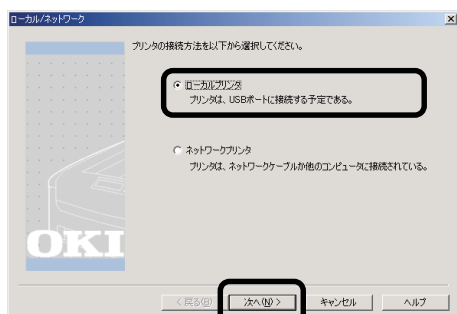 ローカル/ネットワーク
プリンタの接続方法を以下から選択してください。
ローカルプリンタ
プリンタは、USBポートに接続する予定である。
ネットワークプリンタ
プリンタは、ネットワークケーブルか他のコンピュータに接続されている。
OKI
< 戻る(B) 次へ(N) > キャンセル ヘルプ